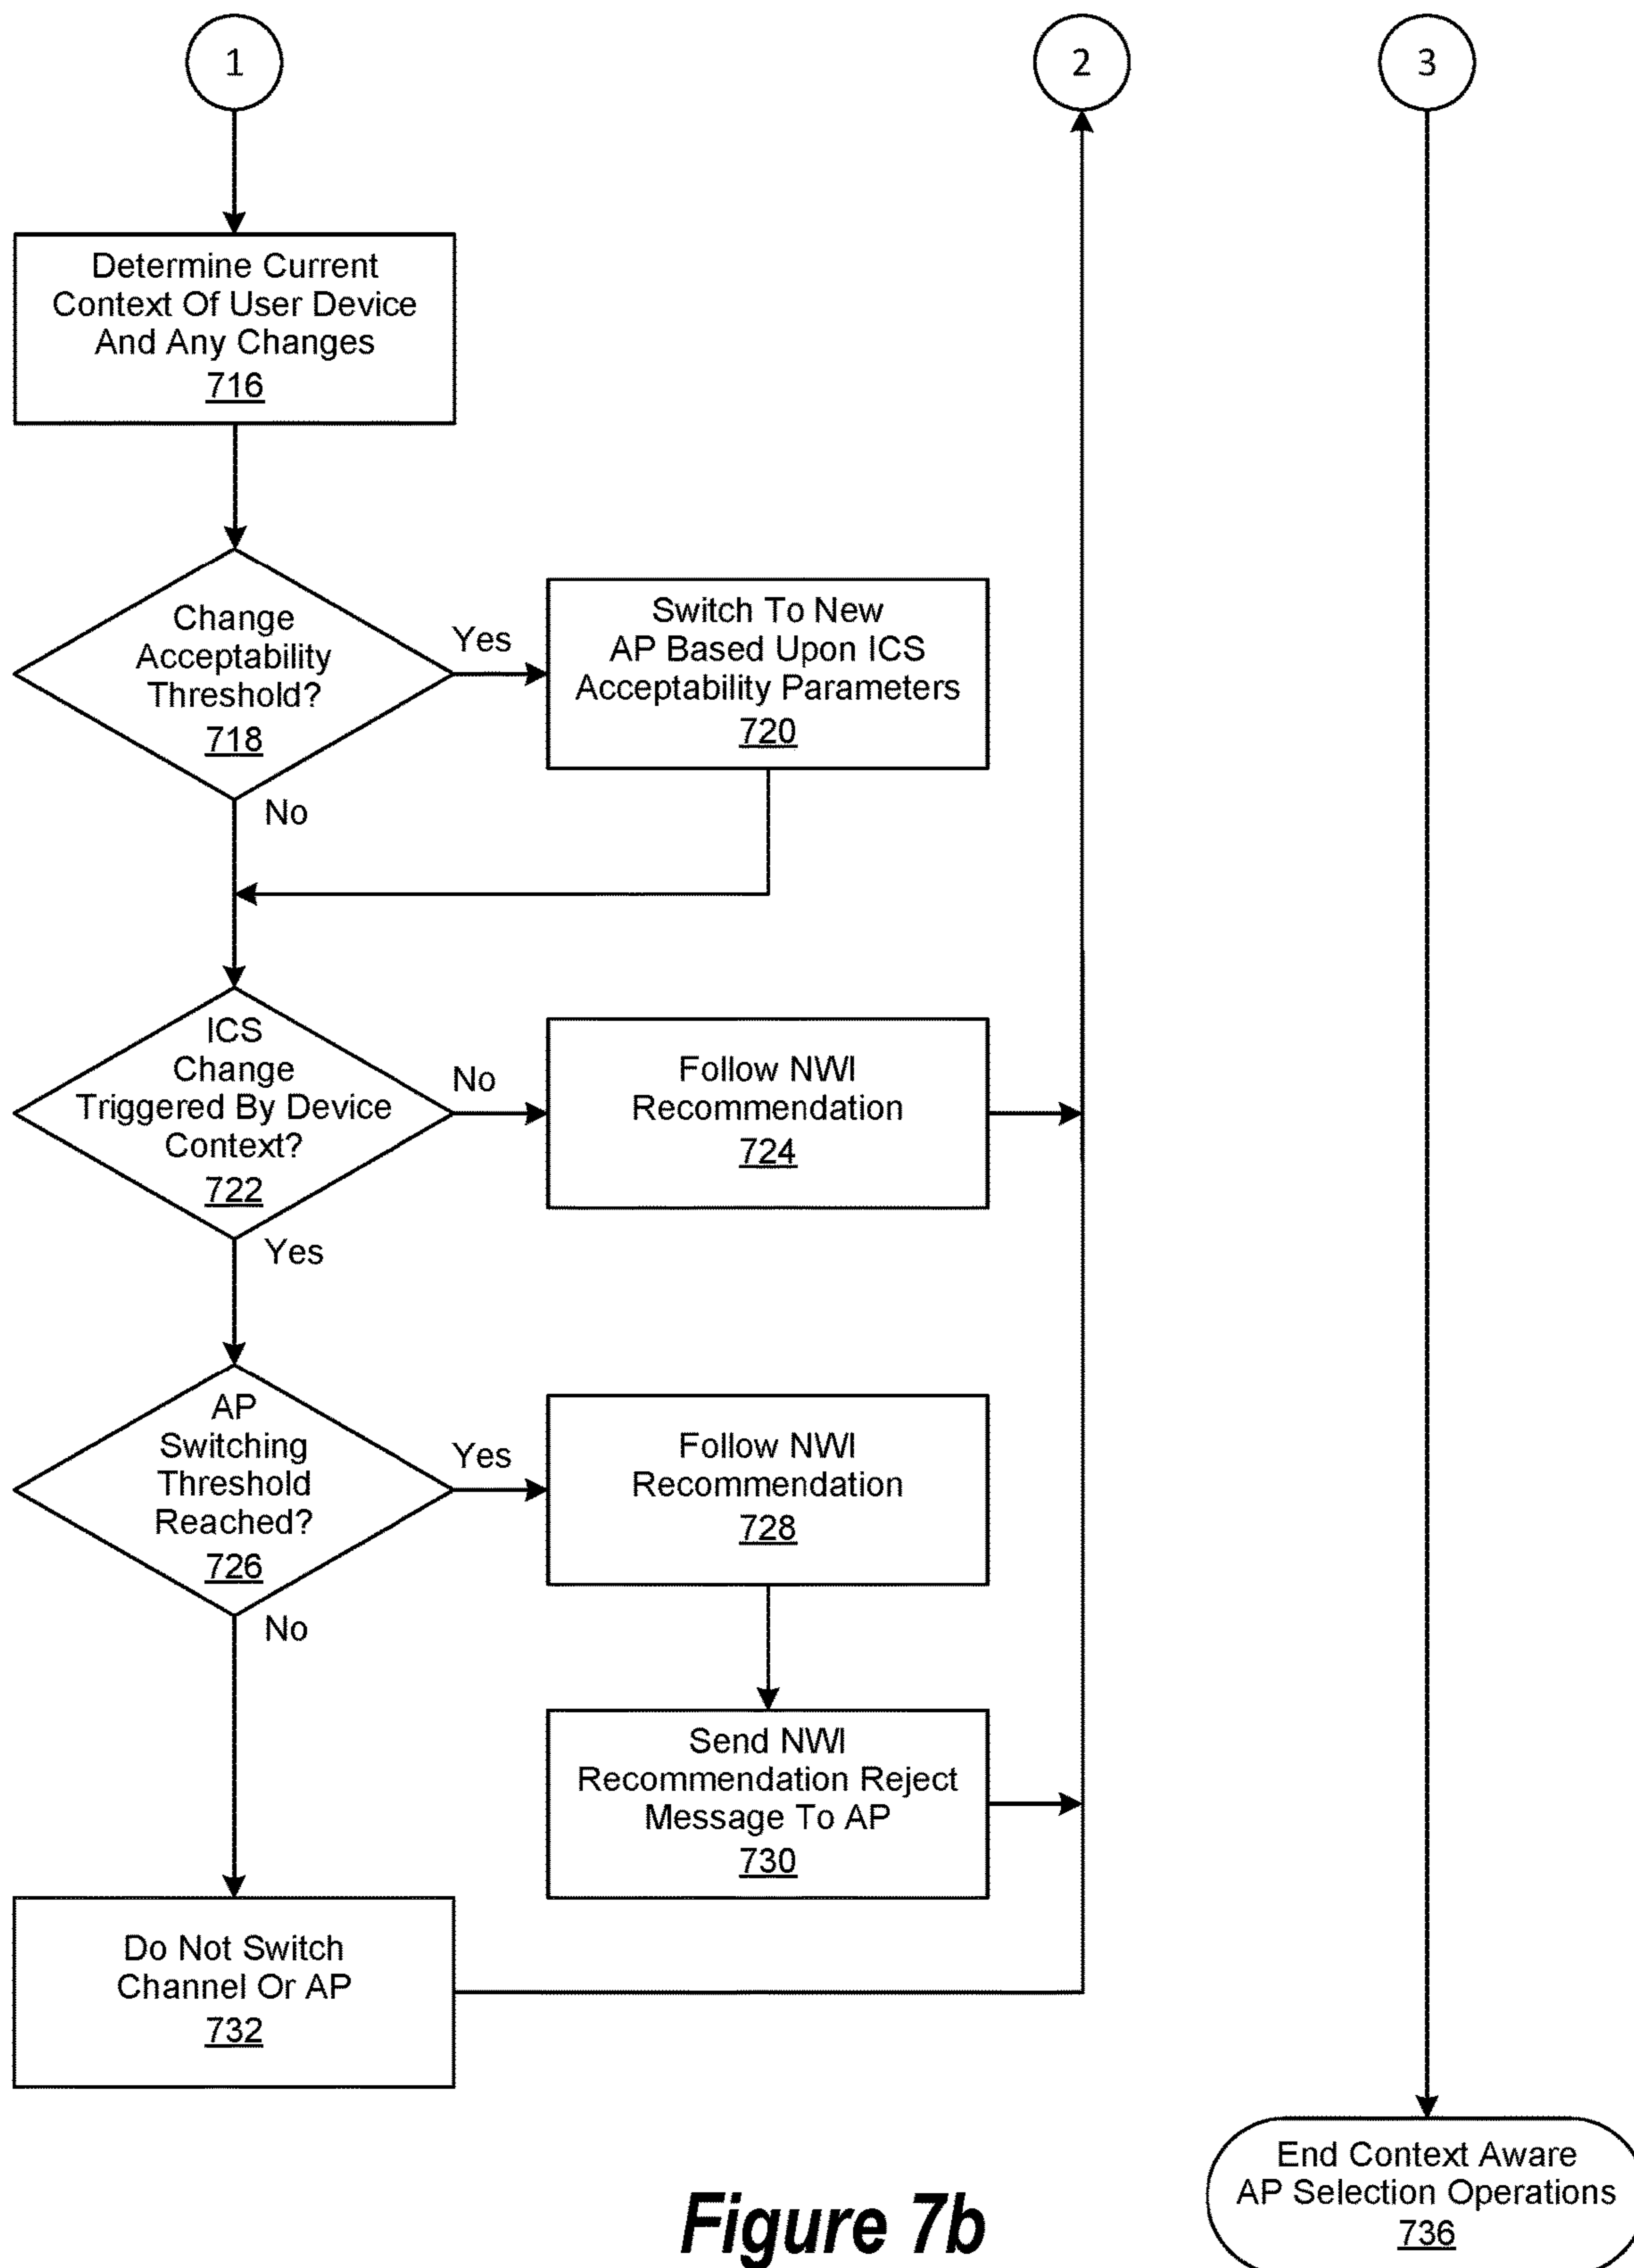 1
2
3
Determine Current
Context Of User Device
And Any Changes
716
Change
Acceptability
Threshold?
718
Yes
No
Switch To New
AP Based Upon ICS
Acceptability Parameters
720
ICS
Change
Triggered By Device
Context?
722
No
Yes
Follow NWI
Recommendation
724
AP
Switching
Threshold
Reached?
726
Yes
No
Follow NWI
Recommendation
728
Send NWI
Recommendation Reject
Message To AP
730
Do Not Switch
Channel Or AP
732
End Context Aware
AP Selection Operations
736
Figure 7b